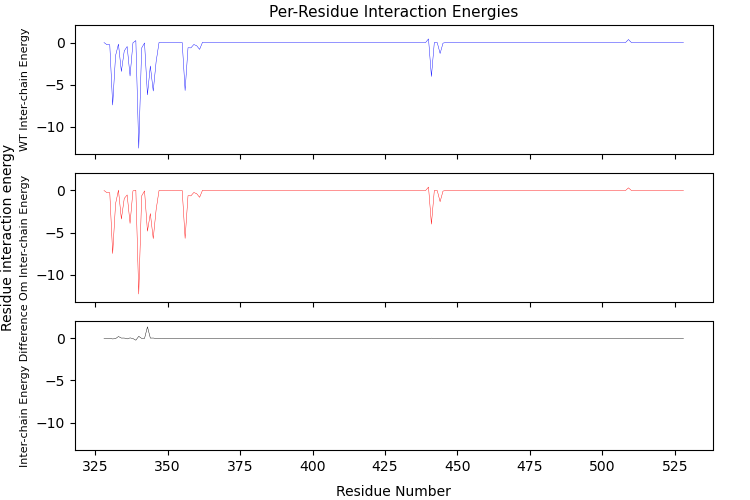 Per-Residue Interaction Energies
Residue interaction energy
WT Inter-chain Energy
0
−5
−10
Om Inter-chain Energy
0
−5
−10
Inter-chain Energy Difference
0
−5
−10
325 350 375 400 425 450 475 500 525
Residue Number